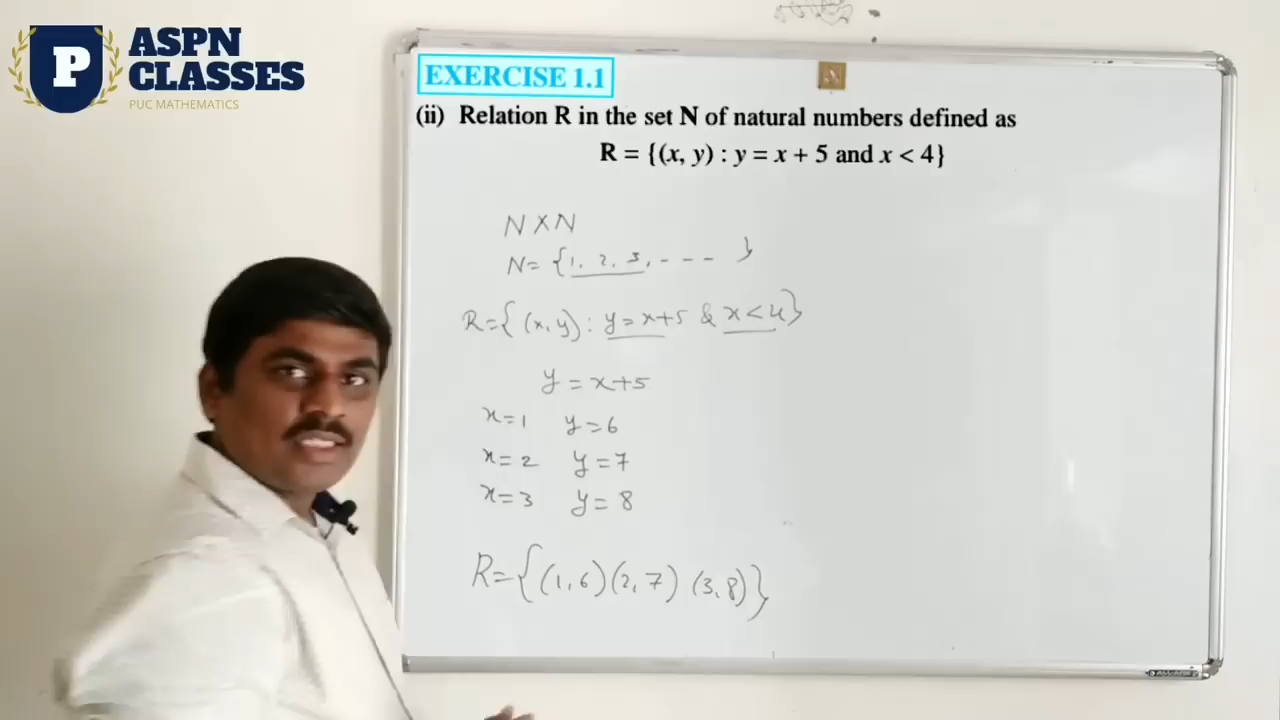 ASPN
CLASSES
PUC MATHEMATICS
P
EXERCISE 1.1
N
(ii) Relation R in the set N of natural numbers defined as
R = {(x, y) : y = x + 5 and x < 4}
N X N
N = {1, 2, 3, - - - }
R = { (x, y) : y = x+5 & x < 4}
y = x+5
x = 1 y = 6
x = 2 y = 7
x = 3 y = 8
R = {(1, 6) (2, 7) (3, 8)}